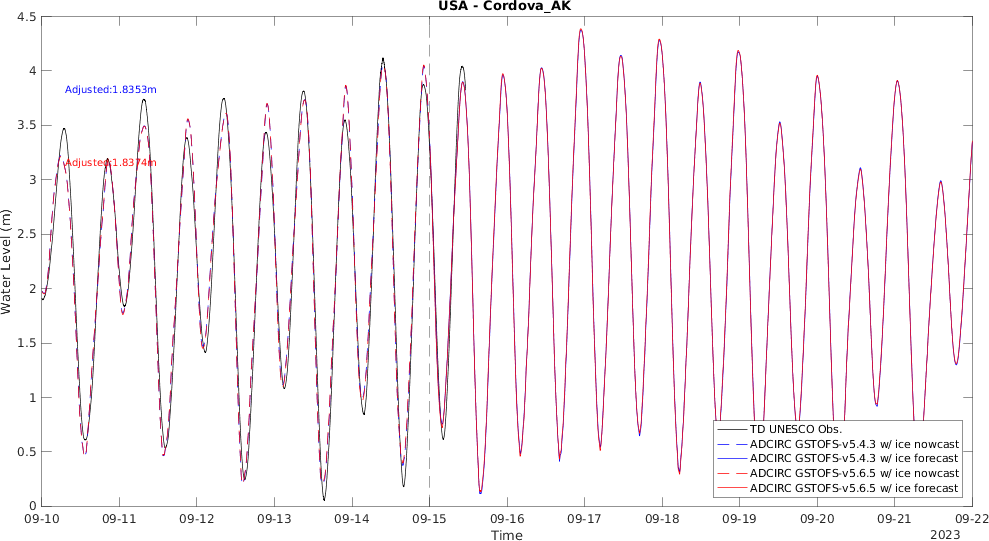 USA - Cordova_AK
4.5
4
3.5
3
2.5
2
1.5
1
0.5
0
Water Level (m)
Adjusted:1.8353m
Adjusted:1.8374m
TD UNESCO Obs.
ADCIRC GSTOFS-v5.4.3 w/ ice nowcast
ADCIRC GSTOFS-v5.4.3 w/ ice forecast
ADCIRC GSTOFS-v5.6.5 w/ ice nowcast
ADCIRC GSTOFS-v5.6.5 w/ ice forecast
09-10 09-11 09-12 09-13 09-14 09-15 09-16 09-17 09-18 09-19 09-20 09-21 09-22
Time
2023